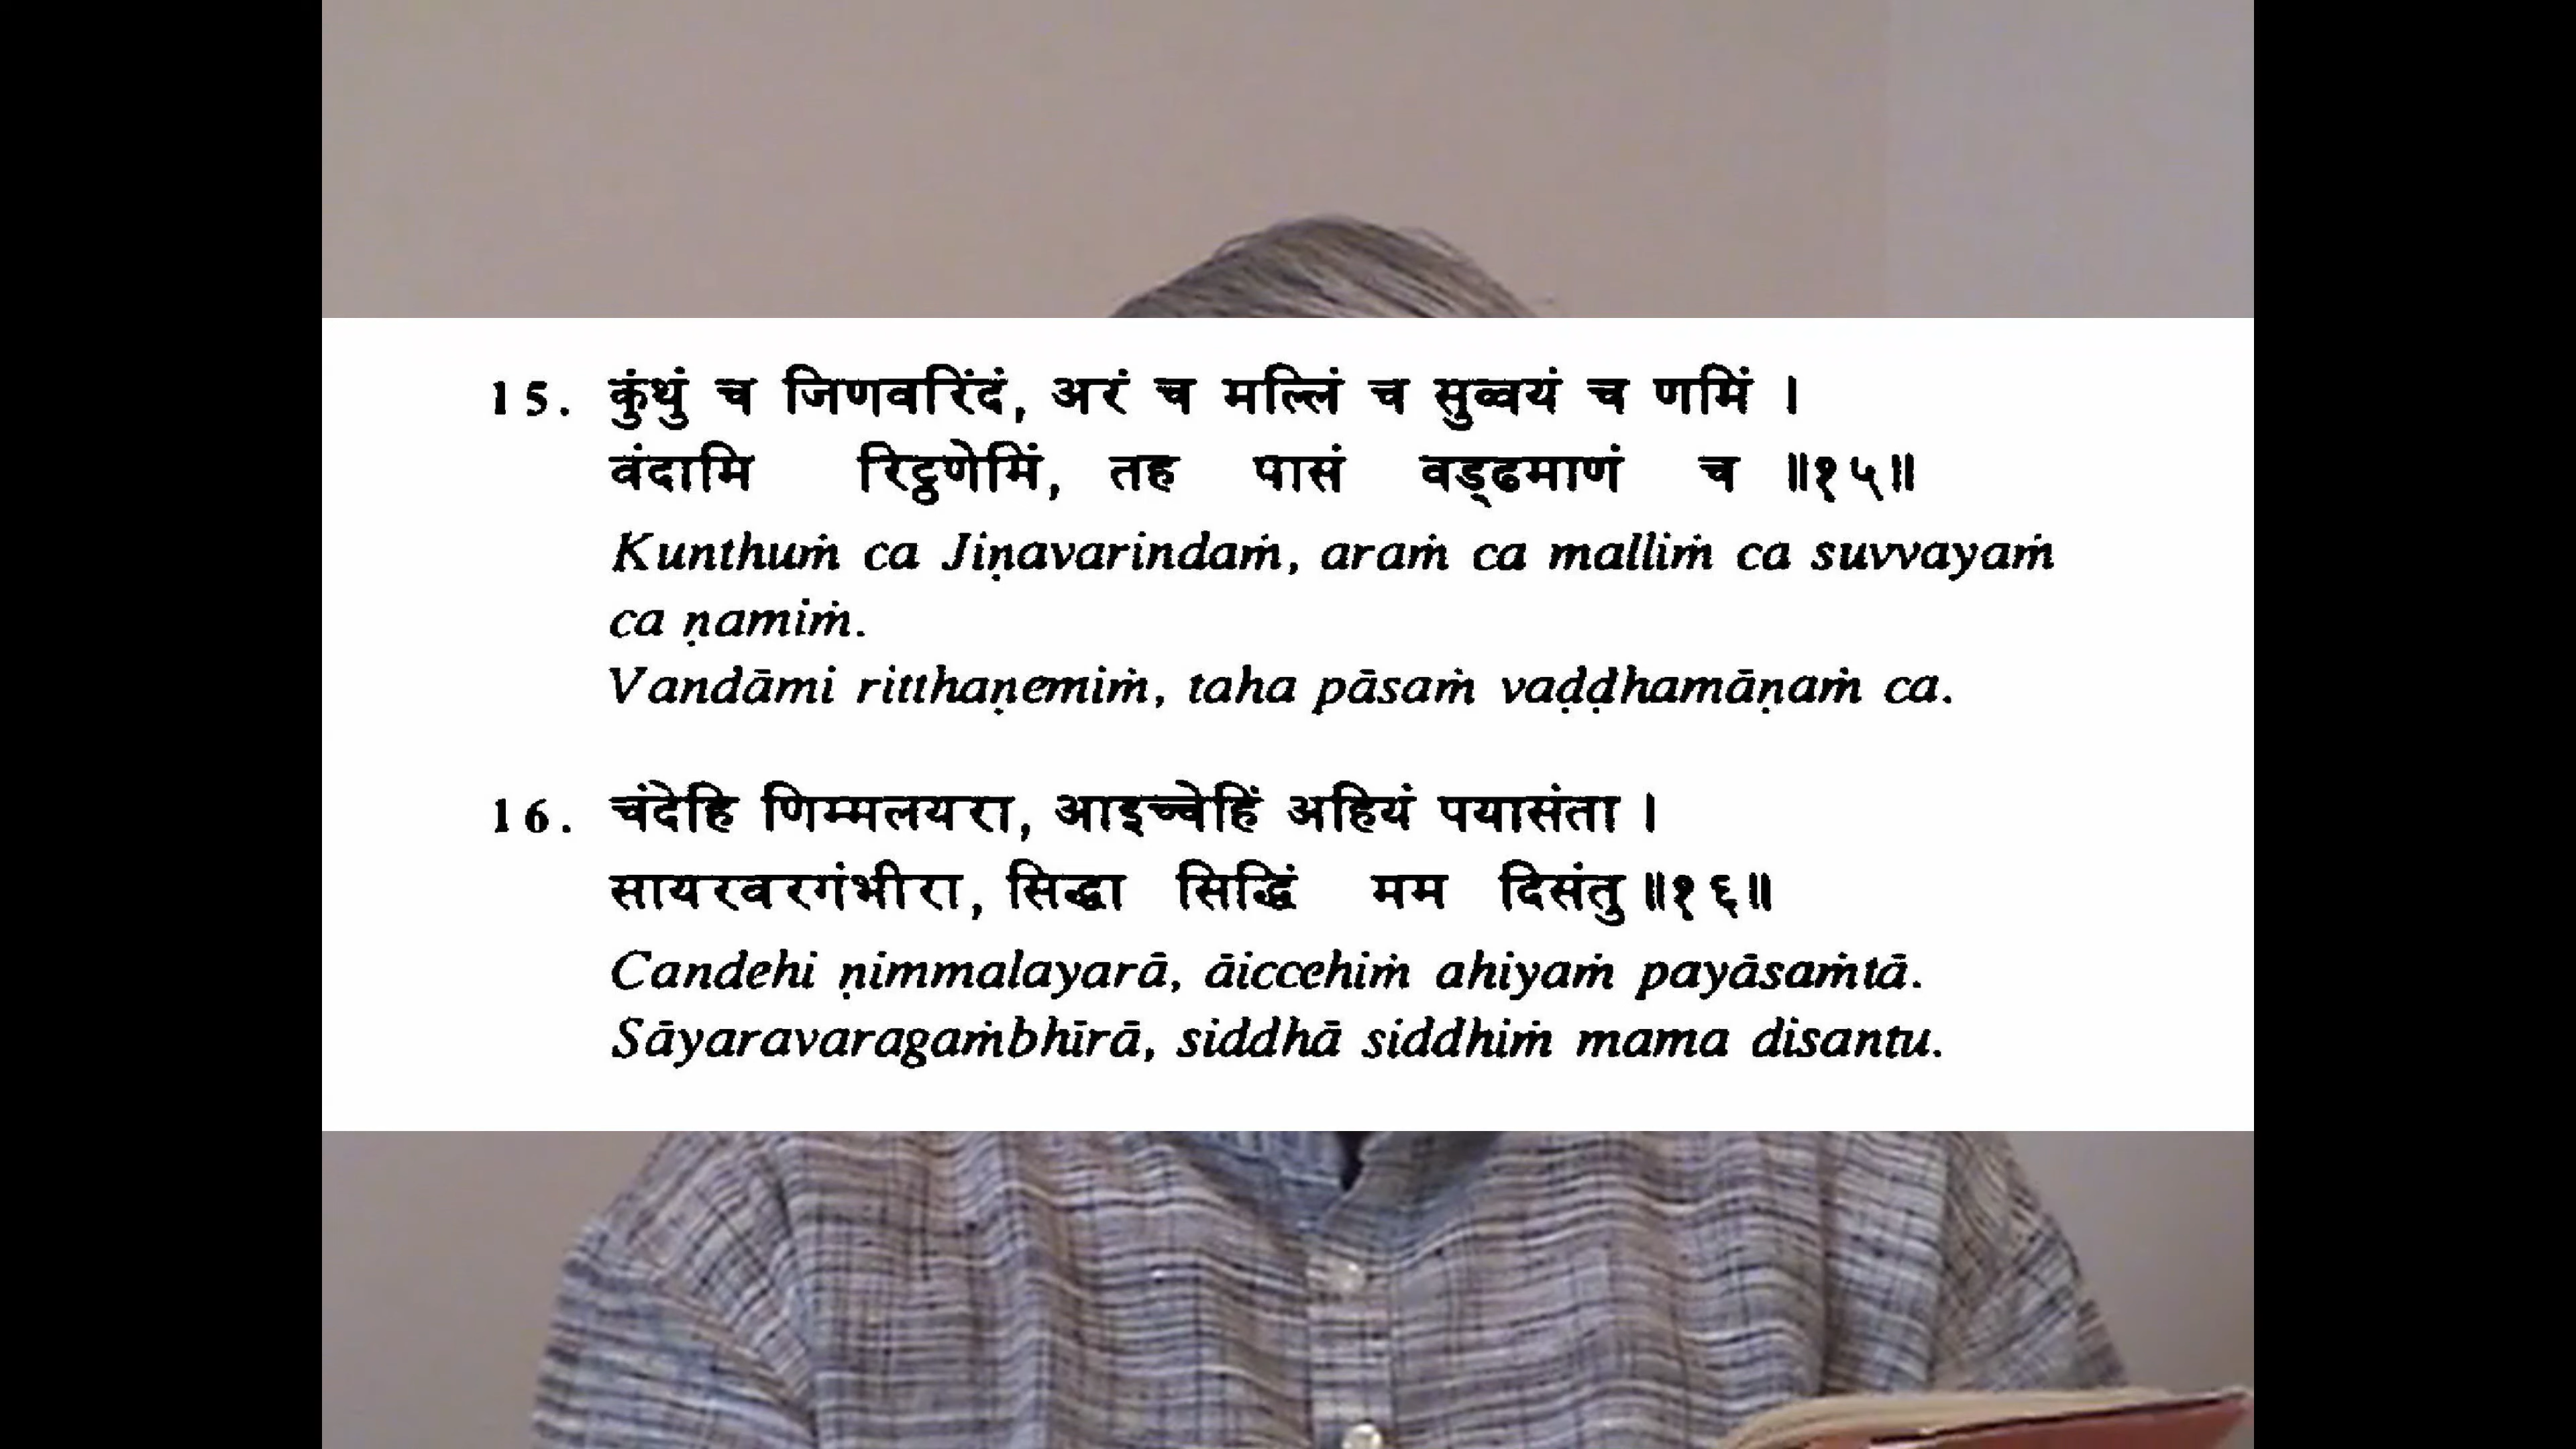 15. कुंथुं च जिणवरिंदं, अरं च मल्लिं च सुव्वयं च णमिं ।
वंदामि रिट्ठणेमिं, तह पासं वड्ढमाणं च ॥१५॥
Kunthuṁ ca Jiṇavarindaṁ, araṁ ca malliṁ ca suvvayaṁ
ca ṇamiṁ.
Vandāmi ritthaṇemiṁ, taha pāsaṁ vaḍḍhamāṇaṁ ca.
16. चंदेहि णिम्मलयरा, आइच्चेहिं अहियं पयासंता ।
सायरवरगंभीरा, सिद्धा सिद्धिं मम दिसंतु ॥१६॥
Candehi ṇimmalayarā, āiccehiṁ ahiyaṁ payāsaṁtā.
Sāyaravaragaṁbhīrā, siddhā siddhiṁ mama disantu.